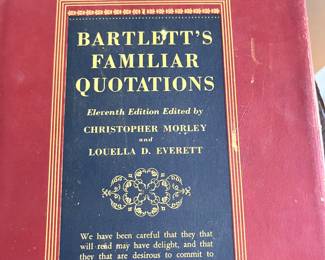 BARTLETT'S
FAMILIAR
QUOTATIONS
Eleventh Edition Edited by
CHRISTOPHER MORLEY
and
LOUELLA D. EVERETT
We have been careful that they that
will read may have delight, and that
they that are desirous to commit to